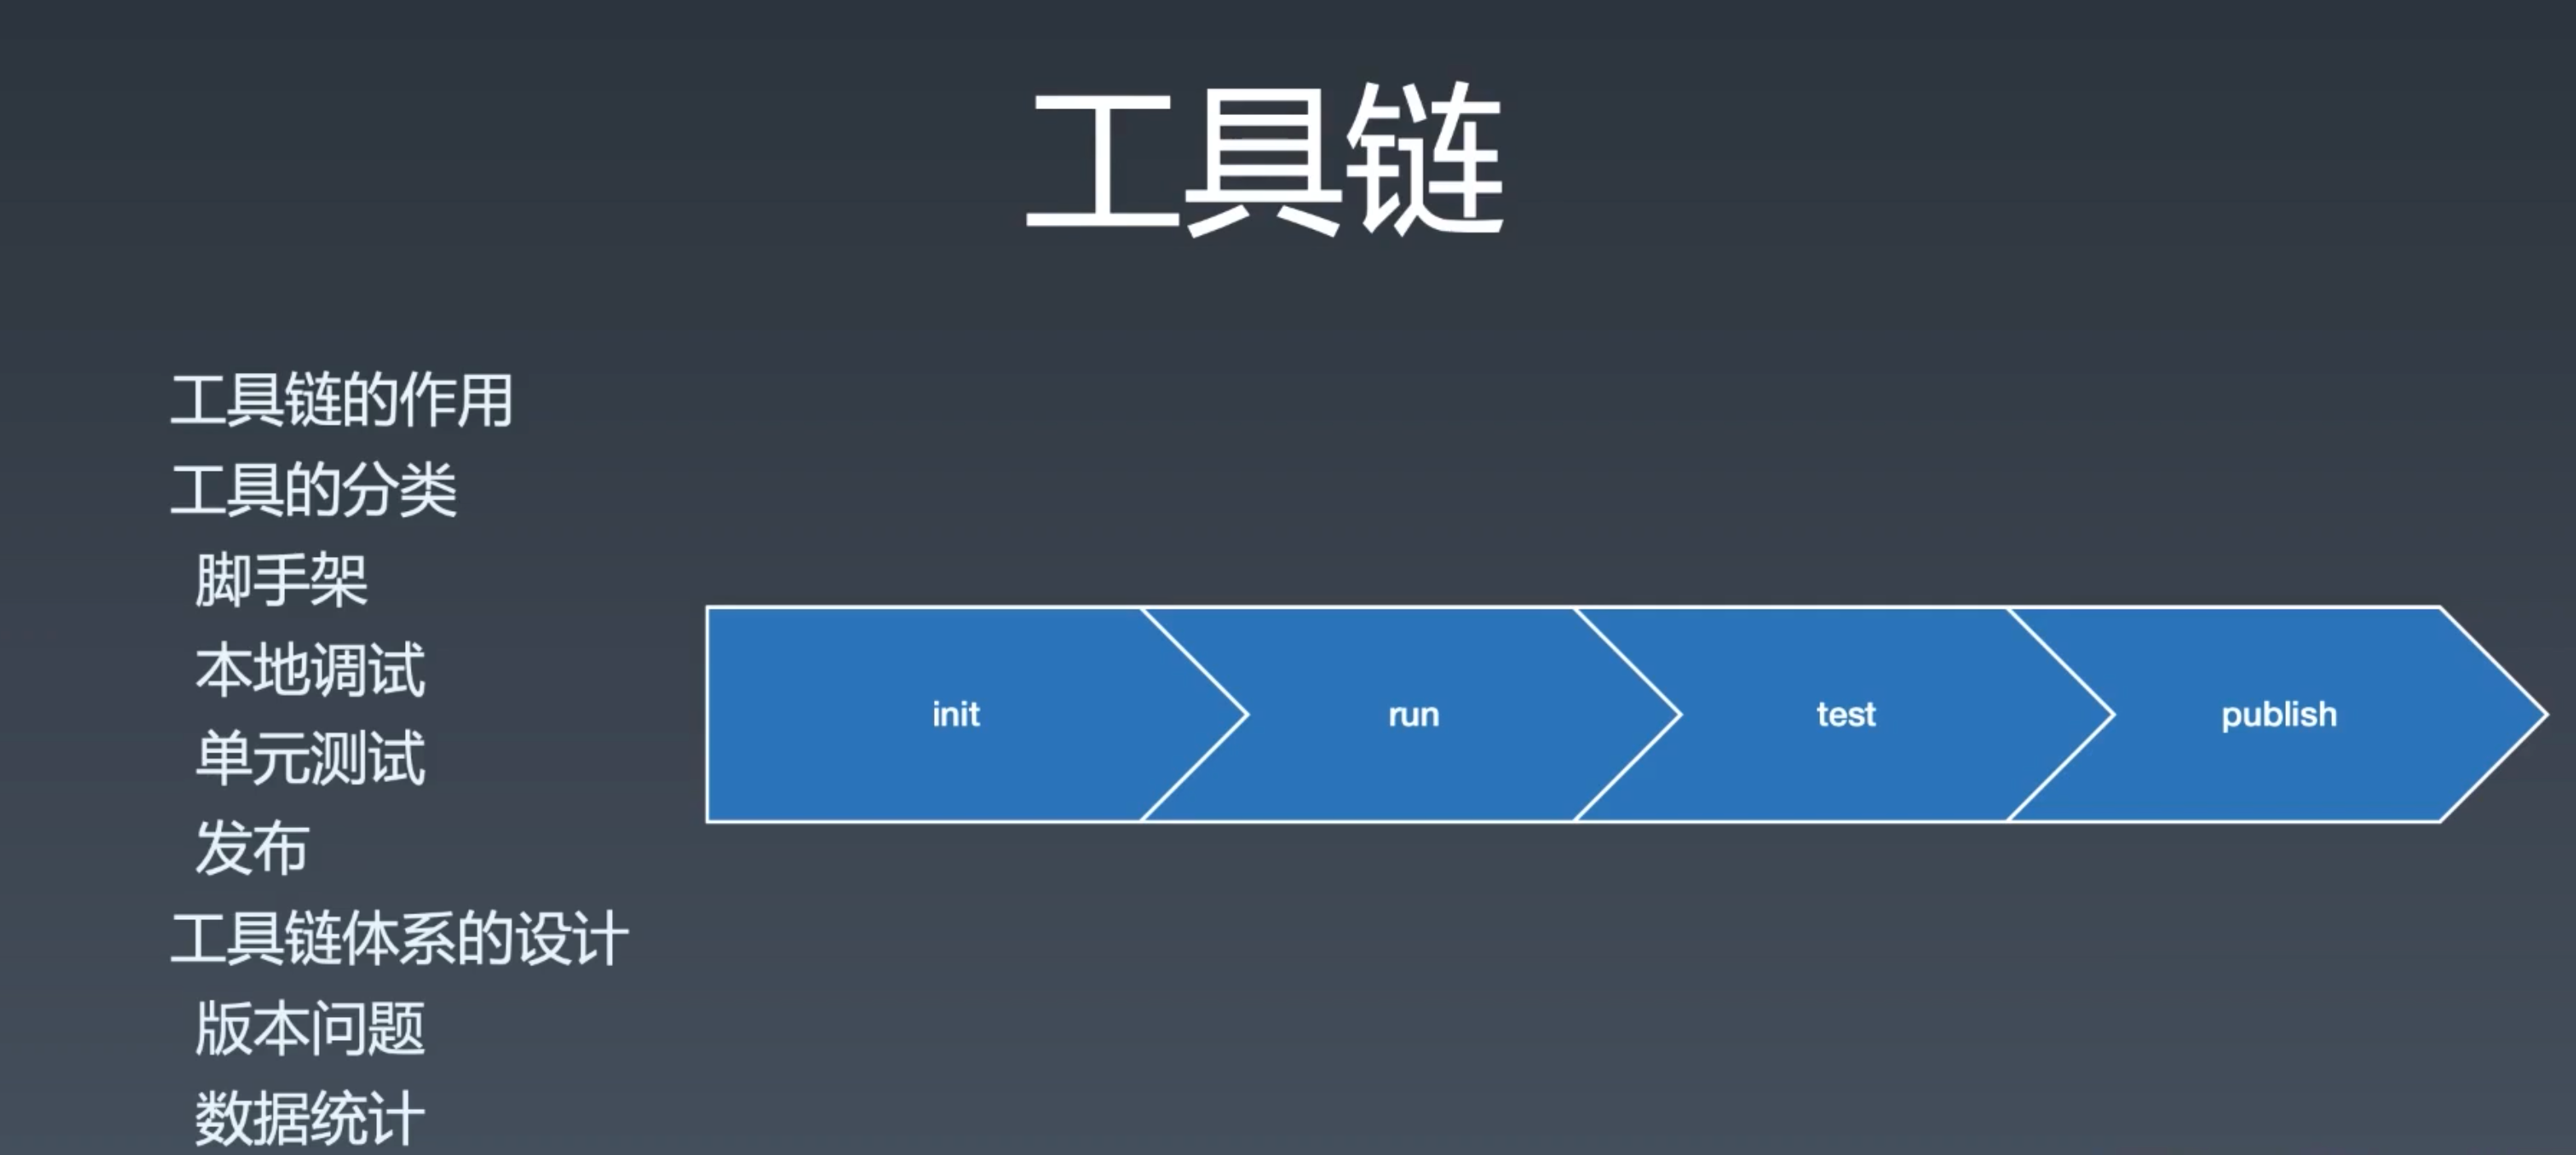 工具链
工具链的作用
工具的分类
脚手架
本地调试
单元测试
发布
工具链体系的设计
版本问题
数据统计
init
run
test
publish